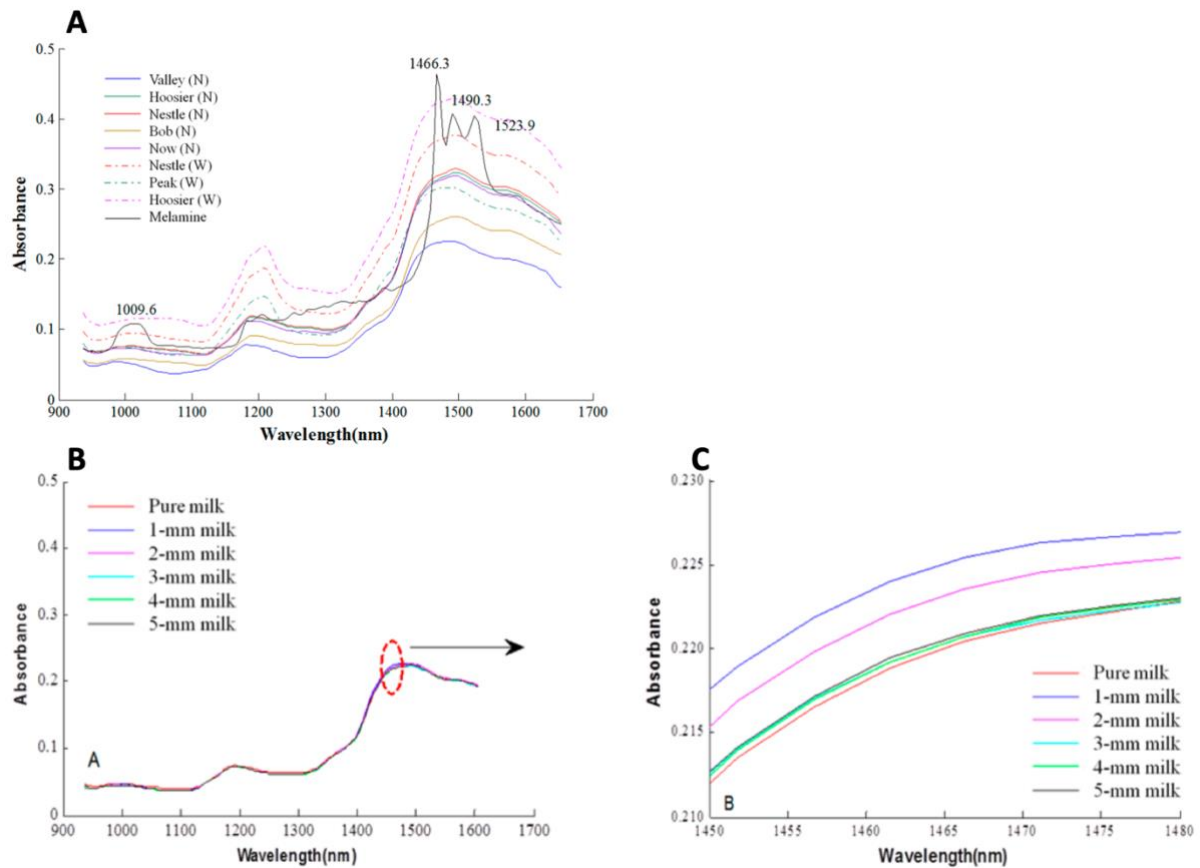 A
0.5
0.4
0.3
0.2
0.1
0
Absorbance
Valley (N)
Hoosier (N)
Nestle (N)
Bob (N)
Now (N)
Nestle (W)
Peak (W)
Hoosier (W)
Melamine
1009.6
1466.3
1490.3
1523.9
900 1000 1100 1200 1300 1400 1500 1600 1700
Wavelength(nm)
B
0.5
0.4
0.3
0.2
0.1
0
Absorbance
Pure milk
1-mm milk
2-mm milk
3-mm milk
4-mm milk
5-mm milk
A
900 1000 1100 1200 1300 1400 1500 1600 1700
Wavelength(nm)
C
0.230
0.225
0.220
0.215
0.210
Absorbance
Pure milk
1-mm milk
2-mm milk
3-mm milk
4-mm milk
5-mm milk
B
1450 1455 1460 1465 1470 1475 1480
Wavelength(nm)